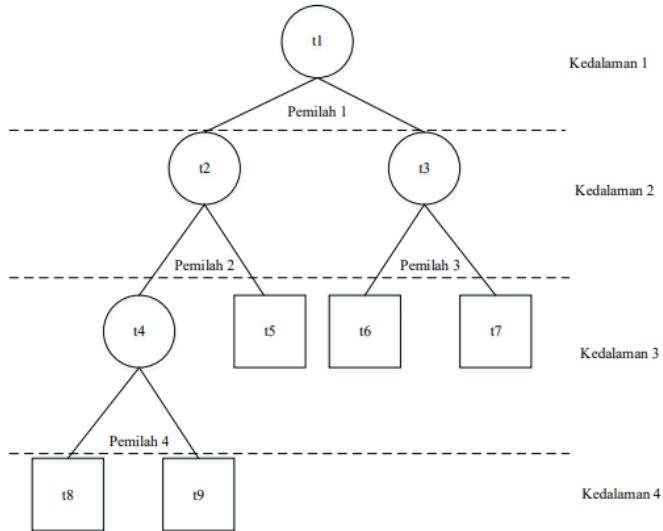 t1
Kedalaman 1
Pemilah 1
t2
t3
Kedalaman 2
Pemilah 2
Pemilah 3
t4
t5
t6
t7
Kedalaman 3
Pemilah 4
t8
t9
Kedalaman 4